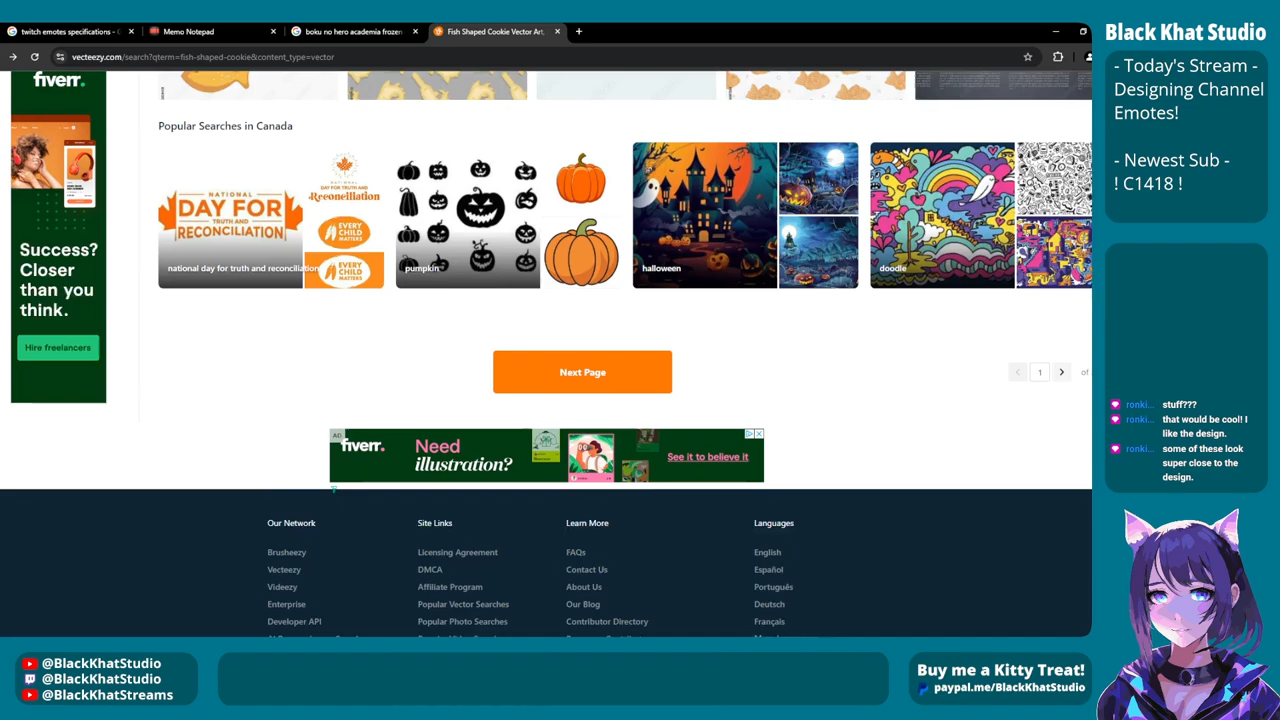 twitch emotes specifications - G
Memo Notepad
boku no hero academia frozen
Fish Shaped Cookie Vector Art,
vecteezy.com/search?qterm=fish-shaped-cookie&content_type=vector
fiverr.
Success?
Closer
than you
think.
Hire freelancers
Popular Searches in Canada
NATIONAL
DAY FOR
TRUTH AND
RECONCILIATION
NATIONAL
DAY FOR TRUTH AND
Reconciliation
EVERY
CHILD
MATTERS
EVERY
CHILD
MATTERS
national day for truth and reconciliation
pumpkin
halloween
doodle
Next Page
1
of
AD
fiverr.
Need
illustration?
See it to believe it
Our Network
Brusheezy
Vecteezy
Videezy
Enterprise
Developer API
Site Links
Licensing Agreement
DMCA
Affiliate Program
Popular Vector Searches
Popular Photo Searches
Learn More
FAQs
Contact Us
About Us
Our Blog
Contributor Directory
Languages
English
Español
Português
Deutsch
Français
Black Khat Studio
- Today's Stream -
Designing Channel
Emotes!
- Newest Sub -
! C1418 !
ronki... stuff???
ronki... that would be cool! I
like the design.
ronki... some of these look
super close to the
design.
@BlackKhatStudio
@BlackKhatStudio
@BlackKhatStreams
Buy me a Kitty Treat!
paypal.me/BlackKhatStudio